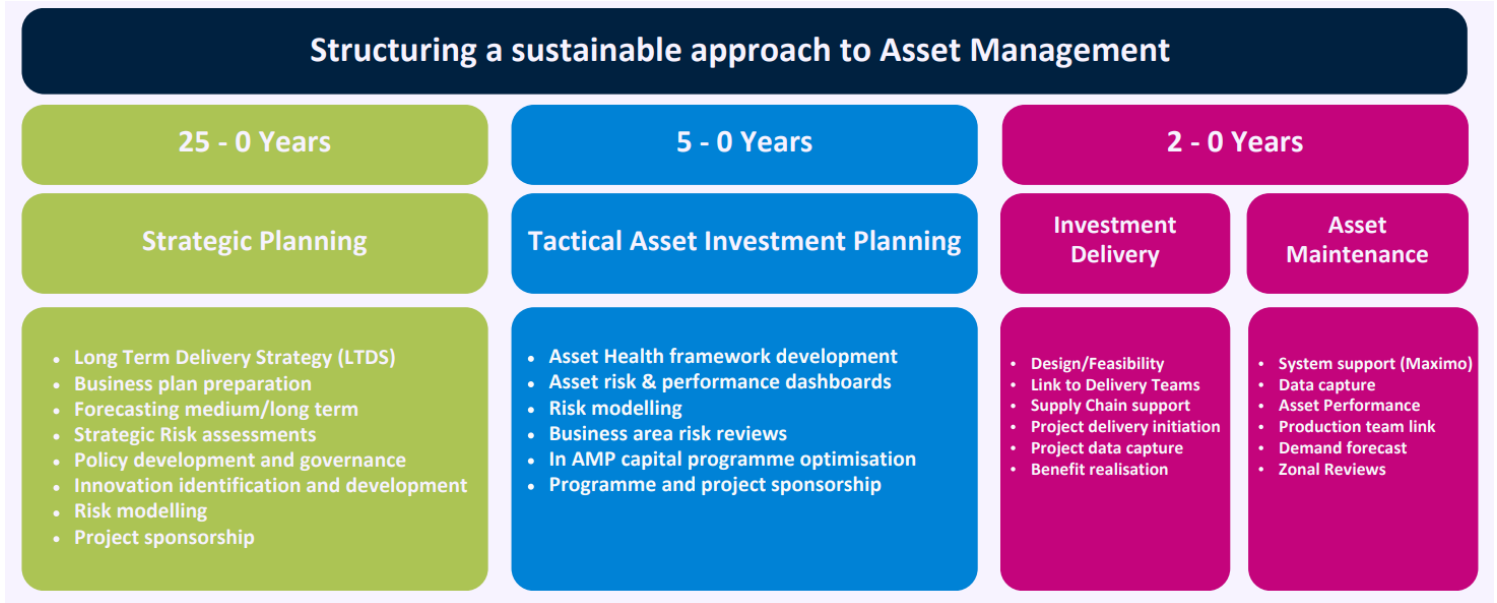 Structuring a sustainable approach to Asset Management
25 - 0 Years
Strategic Planning
• Long Term Delivery Strategy (LTDS)
• Business plan preparation
• Forecasting medium/long term
• Strategic Risk assessments
• Policy development and governance
• Innovation identification and development
• Risk modelling
• Project sponsorship
5 - 0 Years
Tactical Asset Investment Planning
• Asset Health framework development
• Asset risk & performance dashboards
• Risk modelling
• Business area risk reviews
• In AMP capital programme optimisation
• Programme and project sponsorship
2 - 0 Years
Investment
Delivery
• Design/Feasibility
• Link to Delivery Teams
• Supply Chain support
• Project delivery initiation
• Project data capture
• Benefit realisation
Asset
Maintenance
• System support (Maximo)
• Data capture
• Asset Performance
• Production team link
• Demand forecast
• Zonal Reviews